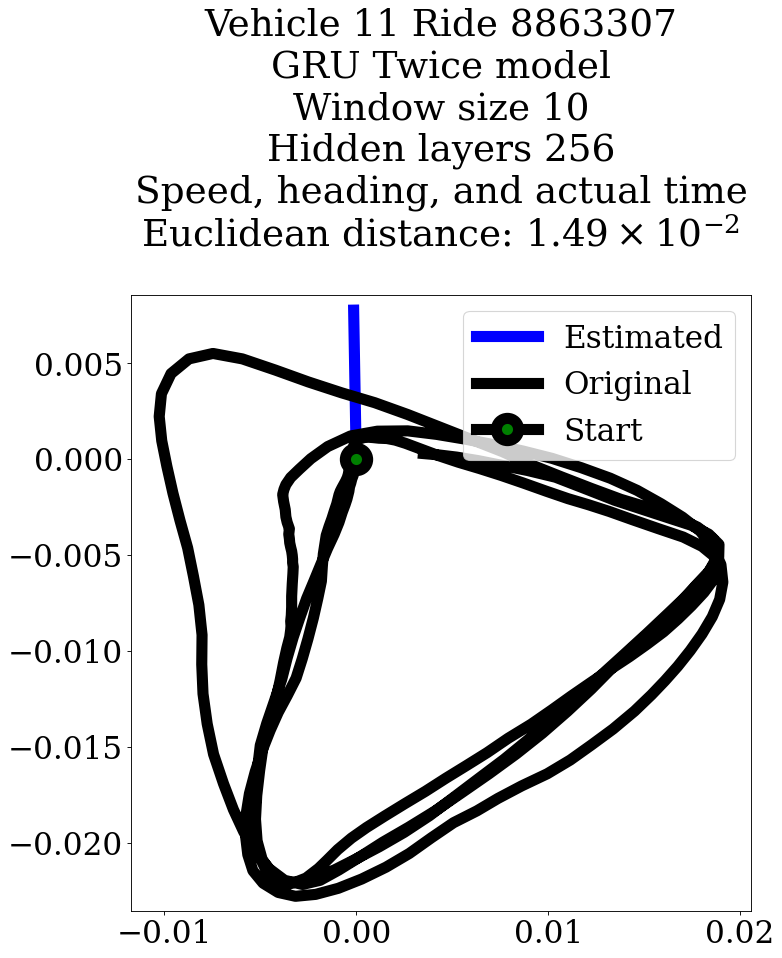 Vehicle 11 Ride 8863307
GRU Twice model
Window size 10
Hidden layers 256
Speed, heading, and actual time
Euclidean distance: 1.49 × 10⁻²
Estimated
Original
Start
0.005
0.000
−0.005
−0.010
−0.015
−0.020
−0.01 0.00 0.01 0.02